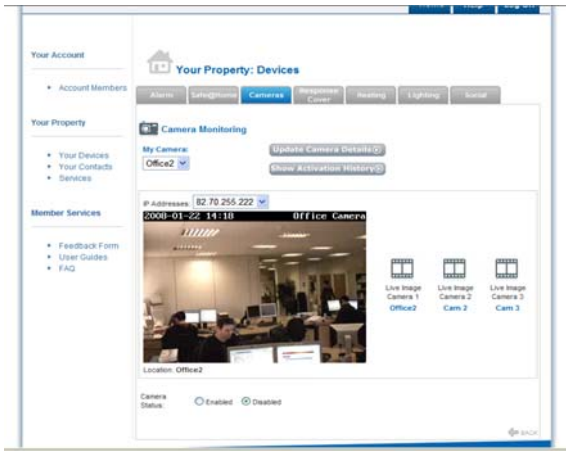 Home Help Log Off
Your Account
Account Members
Your Property
Your Devices
Your Contacts
Services
Member Services
Feedback Form
User Guides
FAQ
Your Property: Devices
Alarm Safe@Home Cameras Response Cover Heating Lighting Social
Camera Monitoring
My Camera:
Office2
Update Camera Details
Show Activation History
IP Addresses: 82.70.255.222
2008-01-22 14:18 Office Camera
Live Image Camera 1 Office2
Live Image Camera 2 Cam 2
Live Image Camera 3 Cam 3
Location: Office2
Camera Status: Enabled Disabled
BACK